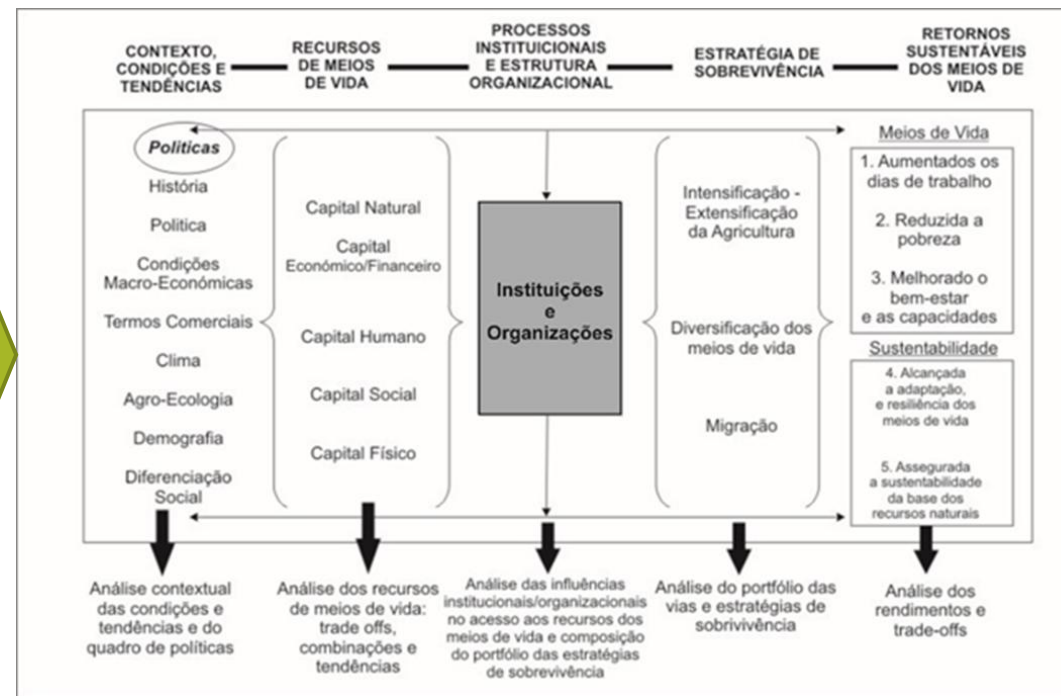 CONTEXTO,
CONDIÇÕES E
TENDÊNCIAS
RECURSOS
DE MEIOS
DE VIDA
PROCESSOS
INSTITUICIONAIS
E ESTRUTURA
ORGANIZACIONAL
ESTRATÉGIA DE
SOBREVIVÊNCIA
RETORNOS
SUSTENTÁVEIS
DOS MEIOS DE
VIDA
Políticas
História
Politica
Condições
Macro-Económicas
Termos Comerciais
Clima
Agro-Ecologia
Demografia
Diferenciação
Social
Capital Natural
Capital
Económico/Financeiro
Capital Humano
Capital Social
Capital Físico
Instituições
e
Organizações
Intensificação -
Extensificação
da Agricultura
Diversificação dos
meios de vida
Migração
Meios de Vida
1. Aumentados os
dias de trabalho
2. Reduzida a
pobreza
3. Melhorado o
bem-estar
e as capacidades
Sustentabilidade
4. Alcançada
a adaptação,
e resiliência dos
meios de vida
5. Assegurada
a sustentabilidade
da base dos
recursos naturais
Análise contextual
das condições e
tendências e do
quadro de políticas
Análise dos recursos
de meios de vida:
trade offs,
combinações e
tendências
Análise das influências
institucionais/organizacionais
no acesso aos recursos dos
meios de vida e composição
do portfólio das estratégias
de sobrevivência
Análise do portfólio das
vias e estratégias de
sobrivivência
Análise dos
rendimentos e
trade-offs